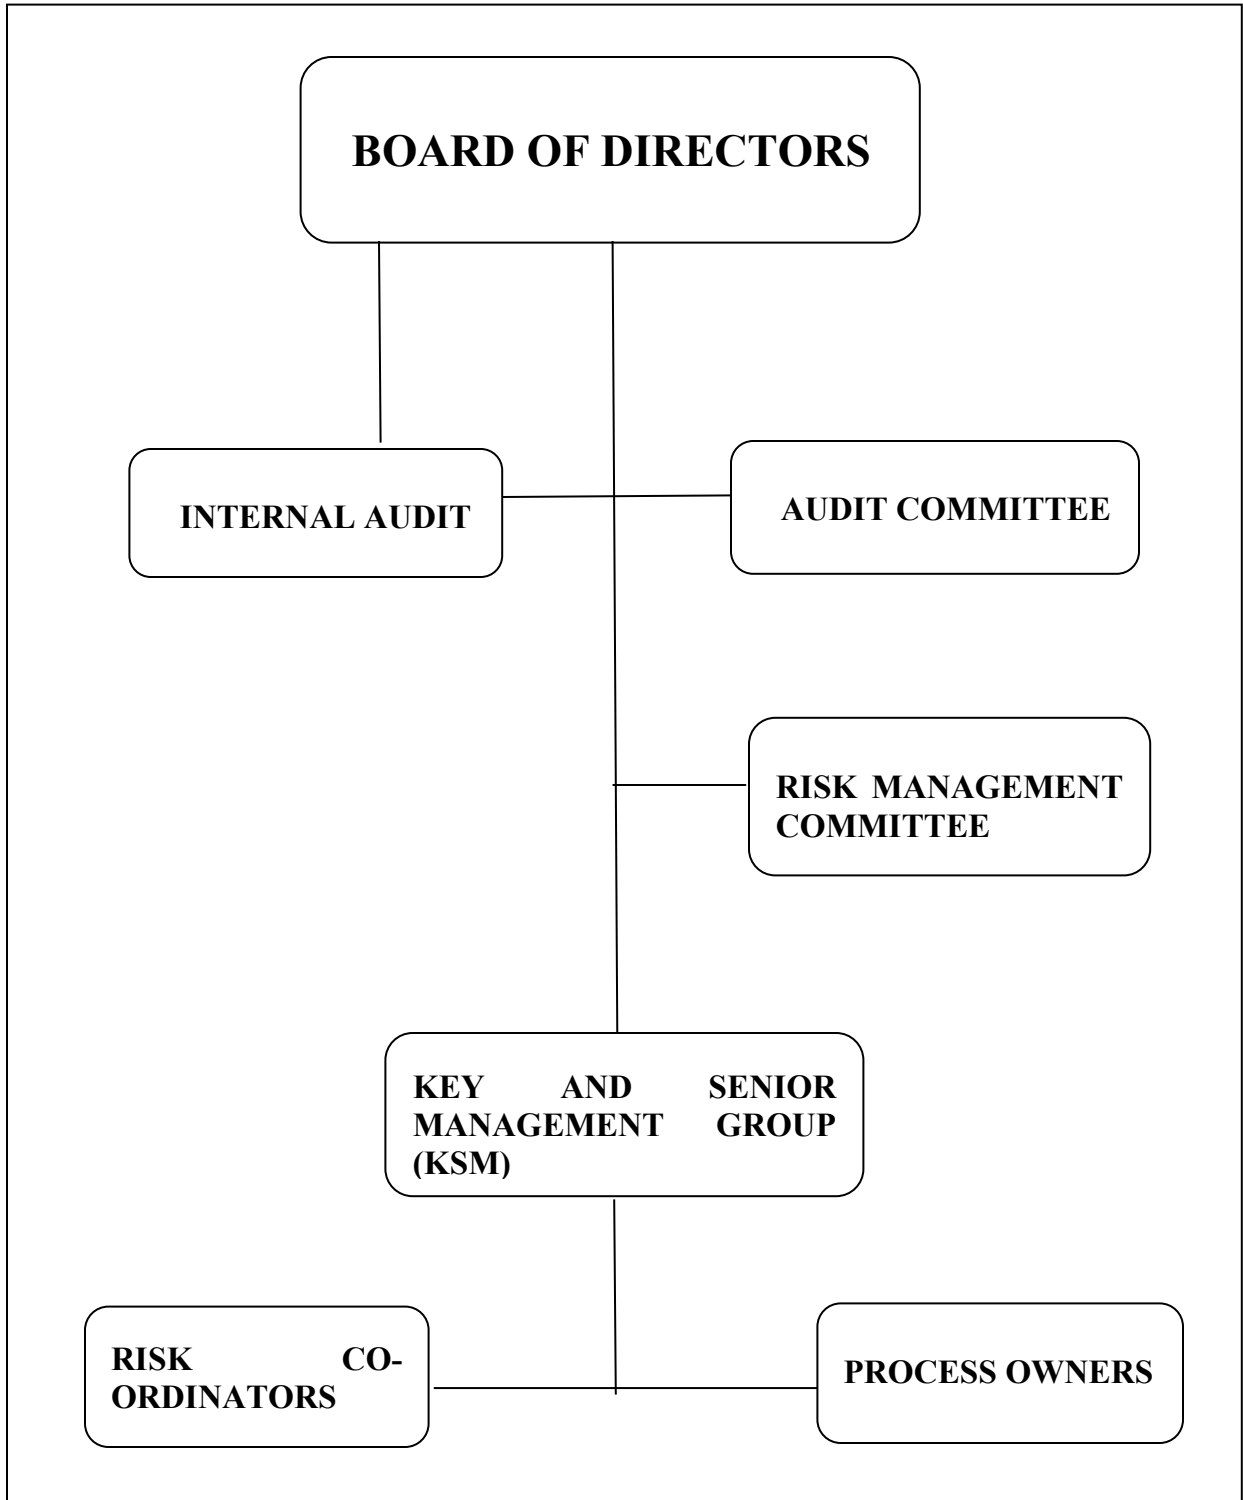 BOARD OF DIRECTORS
INTERNAL AUDIT
AUDIT COMMITTEE
RISK MANAGEMENT
COMMITTEE
KEY AND SENIOR
MANAGEMENT GROUP
(KSM)
RISK CO-
ORDINATORS
PROCESS OWNERS